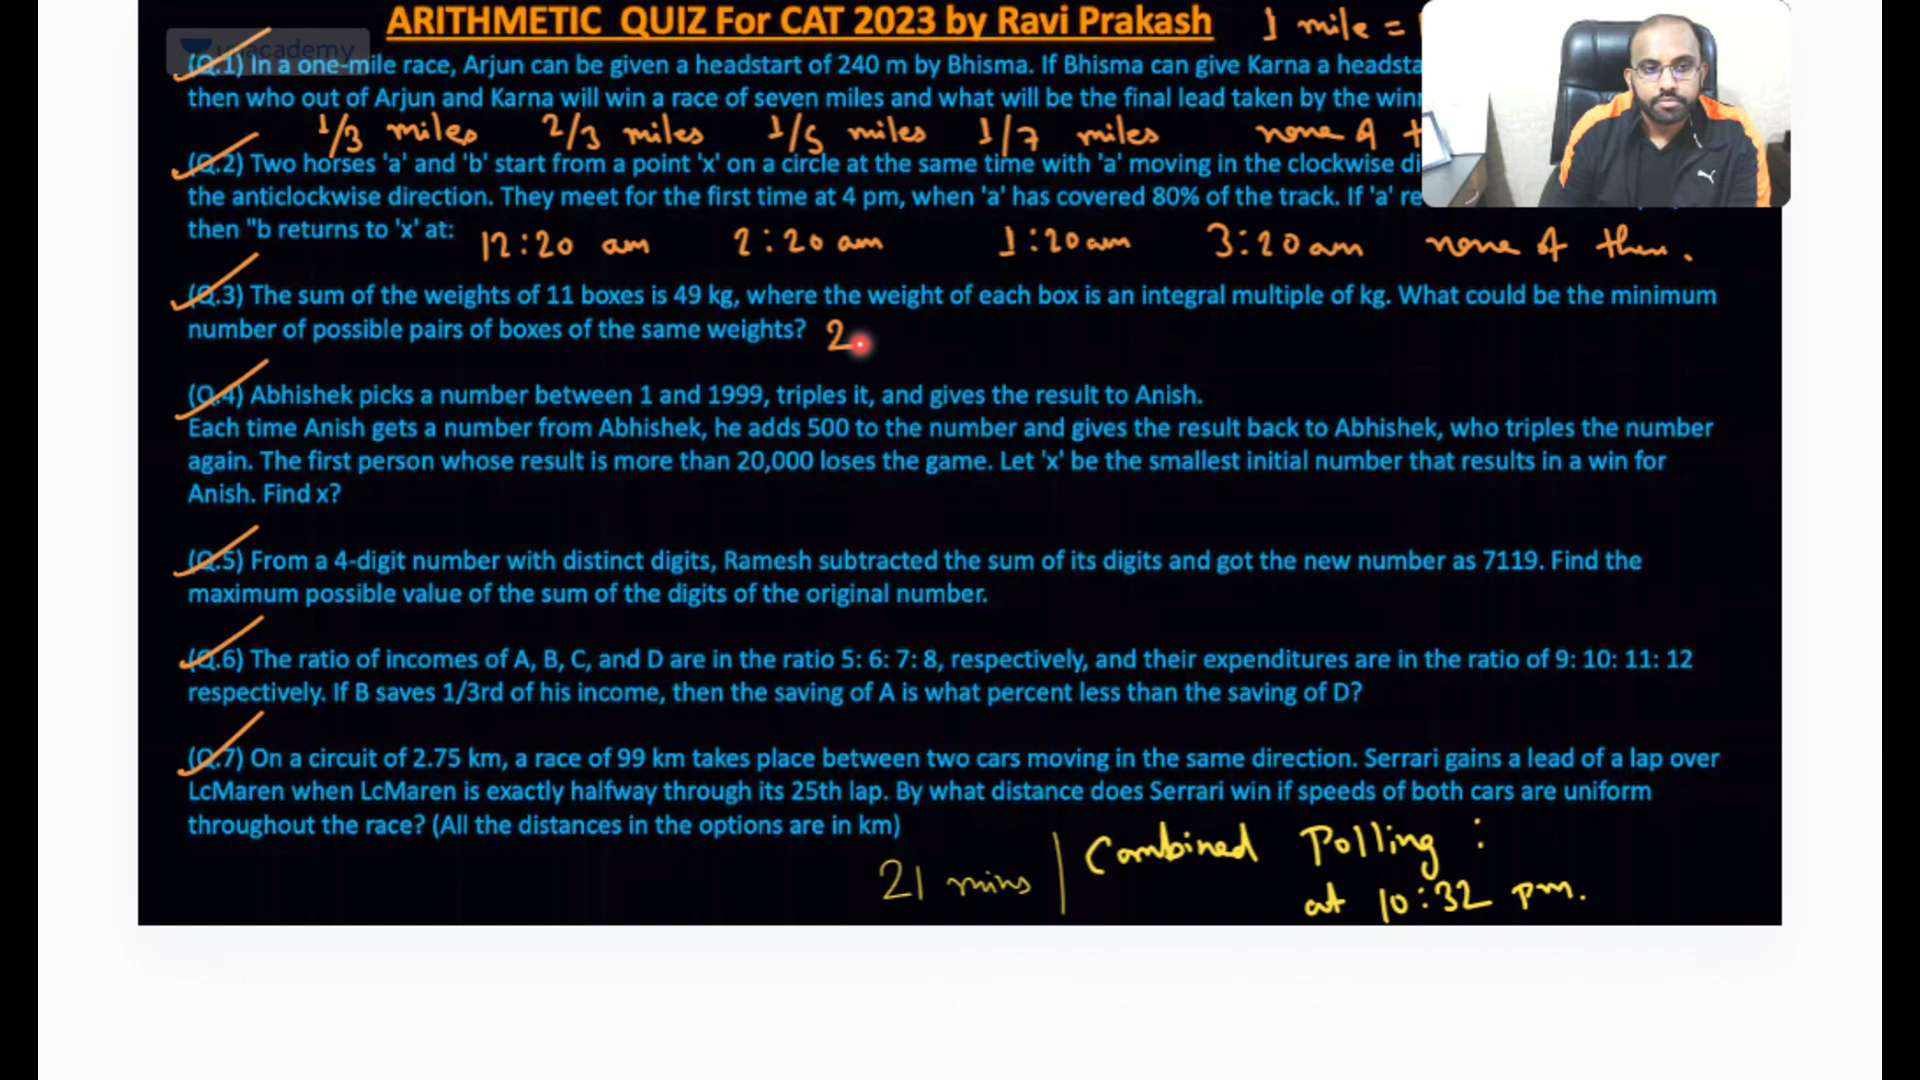 ARITHMETIC QUIZ For CAT 2023 by Ravi Prakash 1 mile =
unacademy
(Q.1) In a one-mile race, Arjun can be given a headstart of 240 m by Bhisma. If Bhisma can give Karna a
then who out of Arjun and Karna will win a race of seven miles and what will be the final lead taken by the
1/3 miles 2/3 miles 1/5 miles 1/7 miles none of
(Q.2) Two horses 'a' and 'b' start from a point 'x' on a circle at the same time with 'a' moving in the clockwise
the anticlockwise direction. They meet for the first time at 4 pm, when 'a' has covered 80% of the track. If 'a'
then "b returns to 'x' at: 12:20 am 2:20 am 1:20 am 3:20 am none of them.
(Q.3) The sum of the weights of 11 boxes is 49 kg, where the weight of each box is an integral multiple of kg. What could be the minimum
number of possible pairs of boxes of the same weights? 2
(Q.4) Abhishek picks a number between 1 and 1999, triples it, and gives the result to Anish.
Each time Anish gets a number from Abhishek, he adds 500 to the number and gives the result back to Abhishek, who triples the number
again. The first person whose result is more than 20,000 loses the game. Let 'x' be the smallest initial number that results in a win for
Anish. Find x?
(Q.5) From a 4-digit number with distinct digits, Ramesh subtracted the sum of its digits and got the new number as 7119. Find the
maximum possible value of the sum of the digits of the original number.
(Q.6) The ratio of incomes of A, B, C, and D are in the ratio 5: 6: 7: 8, respectively, and their expenditures are in the ratio of 9: 10: 11: 12
respectively. If B saves 1/3rd of his income, then the saving of A is what percent less than the saving of D?
(Q.7) On a circuit of 2.75 km, a race of 99 km takes place between two cars moving in the same direction. Serrari gains a lead of a lap over
LcMaren when LcMaren is exactly halfway through its 25th lap. By what distance does Serrari win if speeds of both cars are uniform
throughout the race? (All the distances in the options are in km)
21 mins | Combined Polling :
at 10:32 pm.